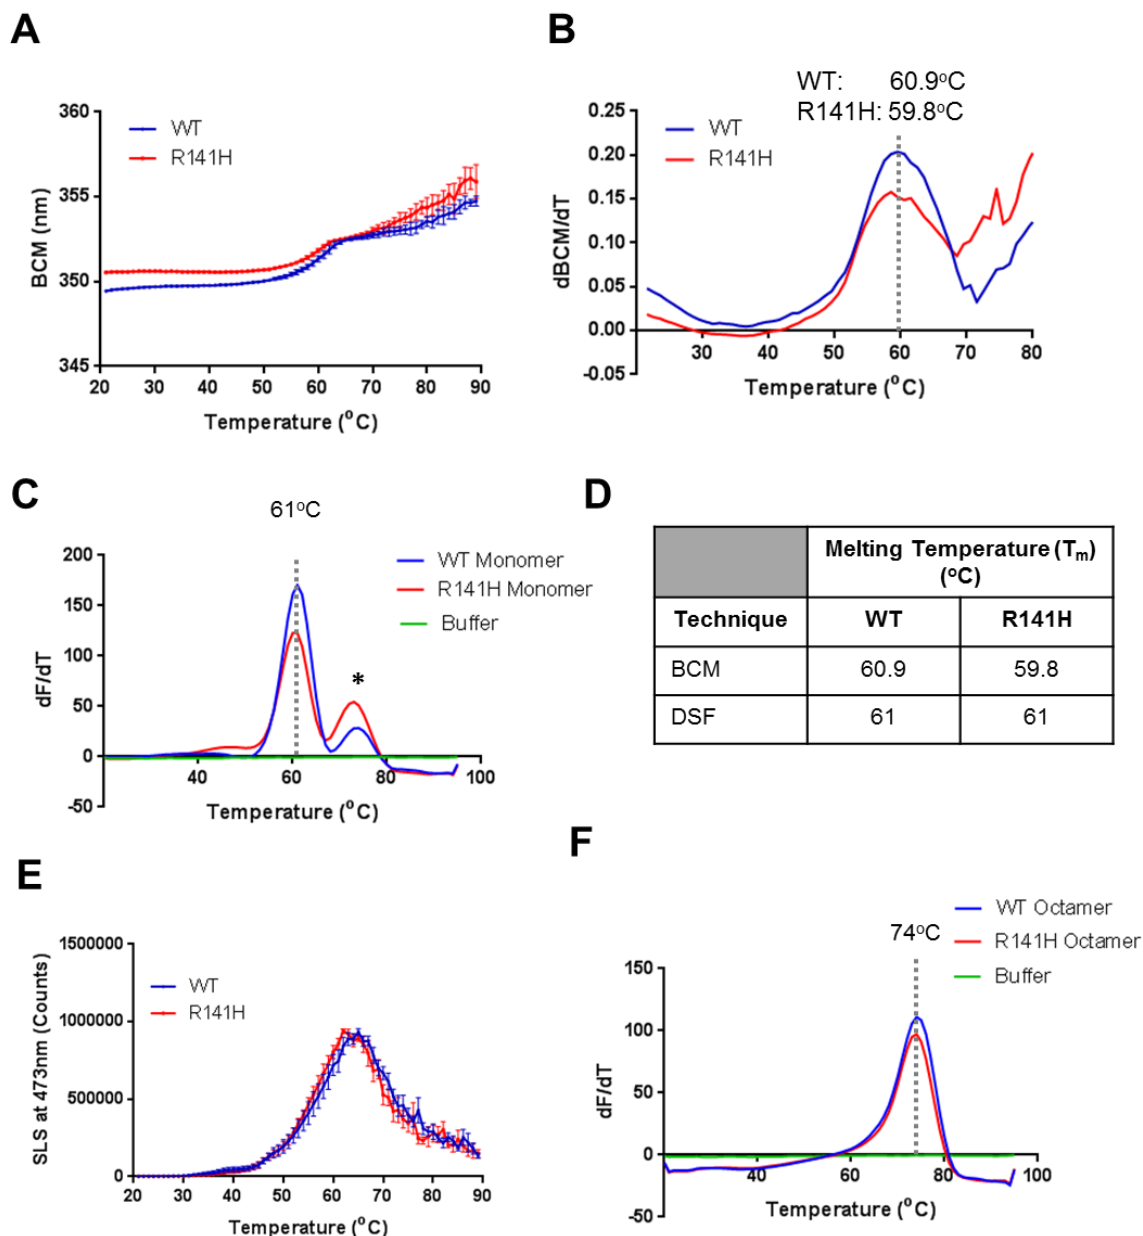 A
360
355
350
345
BCM (nm)
WT
R141H
20 30 40 50 60 70 80 90
Temperature (°C)
B
WT: 60.9°C
R141H: 59.8°C
0.25
0.20
0.15
0.10
0.05
0.00
-0.05
dBCM/dT
WT
R141H
30 40 50 60 70 80
Temperature (°C)
C
61°C
200
150
100
50
0
-50
dF/dT
WT Monomer
R141H Monomer
Buffer
*
40 60 80 100
Temperature (°C)
D
Melting Temperature (Tm)
(°C)
Technique WT R141H
BCM 60.9 59.8
DSF 61 61
E
1500000
1000000
500000
0
SLS at 473nm (Counts)
WT
R141H
20 30 40 50 60 70 80 90
Temperature (°C)
F
WT Octamer
R141H Octamer
Buffer
74°C
150
100
50
0
-50
dF/dT
40 60 80 100
Temperature (°C)